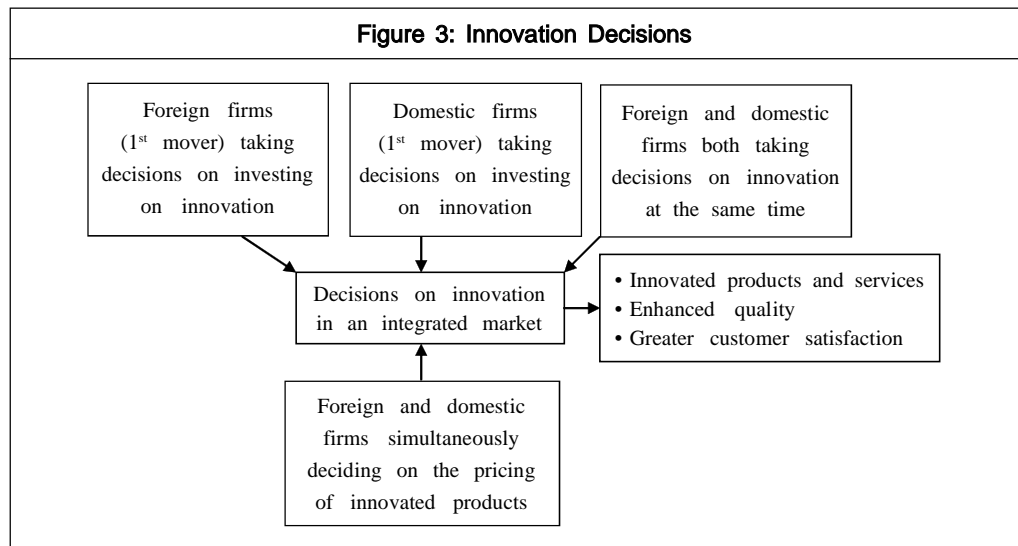 Figure 3: Innovation Decisions
Foreign firms
(1st mover) taking
decisions on investing
on innovation
Domestic firms
(1st mover) taking
decisions on investing
on innovation
Foreign and domestic
firms both taking
decisions on innovation
at the same time
Decisions on innovation
in an integrated market
• Innovated products and services
• Enhanced quality
• Greater customer satisfaction
Foreign and domestic
firms simultaneously
deciding on the pricing
of innovated products